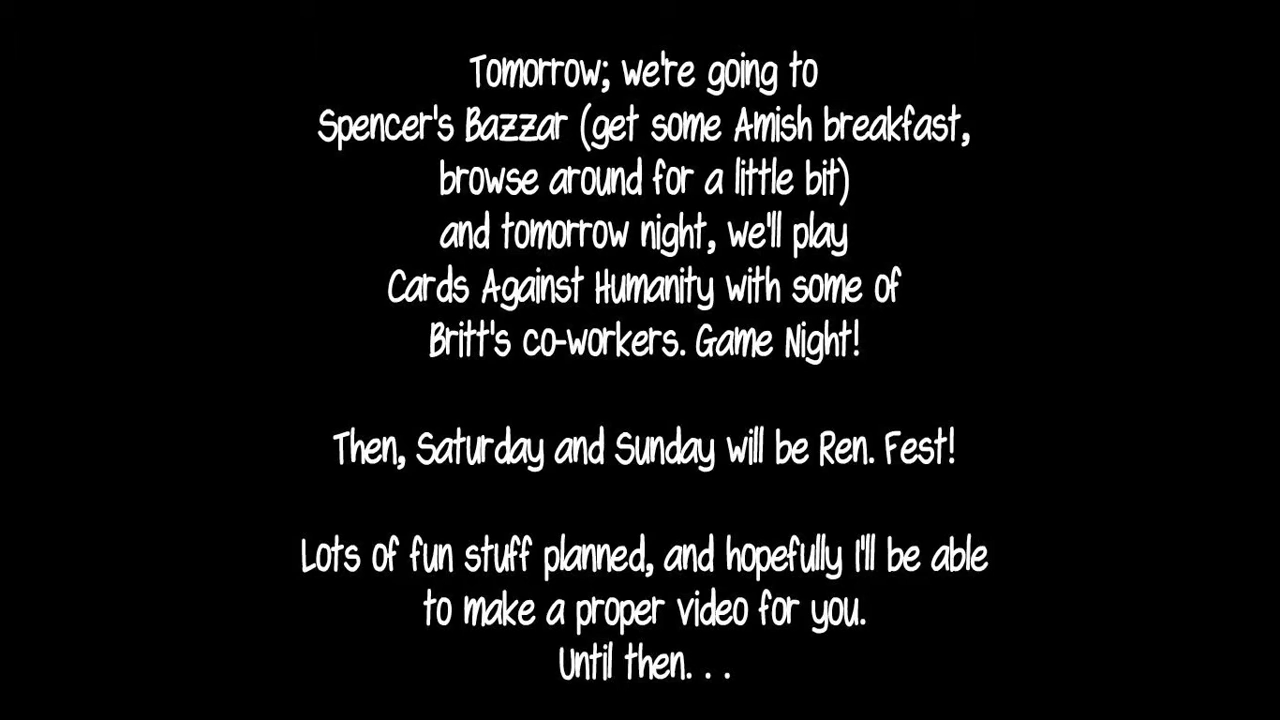 Tomorrow; we're going to
Spencer's Bazzar (get some Amish breakfast,
browse around for a little bit)
and tomorrow night, we'll play
Cards Against Humanity with some of
Britt's co-workers. Game Night!
Then, Saturday and Sunday will be Ren. Fest!
Lots of fun stuff planned, and hopefully I'll be able
to make a proper video for you.
Until then. . .